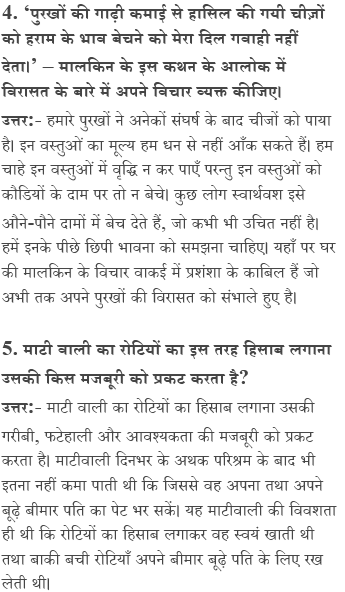 4. ‘पुरखों की गाढ़ी कमाई से हासिल की गयी चीज़ों
को हराम के भाव बेचने को मेरा दिल गवाही नहीं
देता।’ – मालकिन के इस कथन के आलोक में
विरासत के बारे में अपने विचार व्यक्त कीजिए।
उत्तर:- हमारे पुरखों ने अनेकों संघर्ष के बाद चीजों को पाया
है। इन वस्तुओं का मूल्य हम धन से नहीं आँक सकते हैं। हम
चाहे इन वस्तुओं में वृद्धि न कर पाएँ परन्तु इन वस्तुओं को
कौडियों के दाम पर तो न बेचे। कुछ लोग स्वार्थवश इसे
औने-पौने दामों में बेच देते हैं, जो कभी भी उचित नहीं है।
हमें इनके पीछे छिपी भावना को समझना चाहिए। यहाँ पर घर
की मालकिन के विचार वाकई में प्रशंशा के काबिल हैं जो
अभी तक अपने पुरखों की विरासत को संभाले हुए है।
5. माटी वाली का रोटियों का इस तरह हिसाब लगाना
उसकी किस मजबूरी को प्रकट करता है?
उत्तर:- माटी वाली का रोटियों का हिसाब लगाना उसकी
गरीबी, फटेहाली और आवश्यकता की मजबूरी को प्रकट
करता है। माटीवाली दिनभर के अथक परिश्रम के बाद भी
इतना नहीं कमा पाती थी कि जिससे वह अपना तथा अपने
बूढ़े बीमार पति का पेट भर सकें। यह माटीवाली की विवशता
ही थी कि रोटियों का हिसाब लगाकर वह स्वयं खाती थी
तथा बाकी बची रोटियाँ अपने बीमार बूढ़े पति के लिए रख
लेती थी।